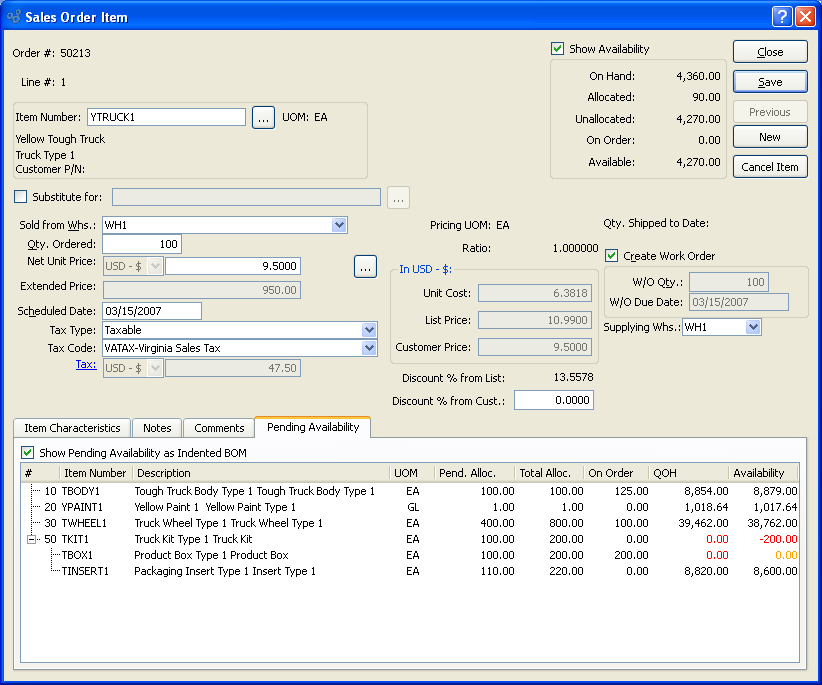 Sales Order Item
Order #: 50213
Line #: 1
Item Number: YTRUCK1 ... UOM: EA
Yellow Tough Truck
Truck Type 1
Customer P/N:
Show Availability
On Hand: 4,360.00
Allocated: 90.00
Unallocated: 4,270.00
On Order: 0.00
Available: 4,270.00
Close
Save
Previous
New
Cancel Item
Substitute for: ...
Sold from Whs.: WH1
Qty. Ordered: 100
Net Unit Price: USD - $ 9.5000 ...
Extended Price: 950.00
Scheduled Date: 03/15/2007
Tax Type: Taxable
Tax Code: VATAX-Virginia Sales Tax
Tax: USD - $ 47.50
Pricing UOM: EA
Ratio: 1.000000
In USD - $:
Unit Cost: 6.3818
List Price: 10.9900
Customer Price: 9.5000
Discount % from List: 13.5578
Discount % from Cust.: 0.0000
Qty. Shipped to Date:
Create Work Order
W/O Qty.: 100
W/O Due Date: 03/15/2007
Supplying Whs.: WH1
Item Characteristics Notes Comments Pending Availability
Show Pending Availability as Indented BOM
# Item Number Description UOM Pend. Alloc. Total Alloc. On Order QOH Availability
10 TBODY1 Tough Truck Body Type 1 Tough Truck Body Type 1 EA 100.00 100.00 125.00 8,854.00 8,879.00
20 YPAINT1 Yellow Paint 1 Yellow Paint Type 1 GL 1.00 1.00 0.00 1,018.64 1,017.64
30 TWHEEL1 Truck Wheel Type 1 Truck Wheel Type 1 EA 400.00 800.00 100.00 39,462.00 38,762.00
50 TKIT1 Truck Kit Type 1 Truck Kit EA 100.00 200.00 0.00 0.00 -200.00
TBOX1 Product Box Type 1 Product Box EA 100.00 200.00 200.00 0.00 0.00
TINSERT1 Packaging Insert Type 1 Insert Type 1 EA 110.00 220.00 0.00 8,820.00 8,600.00